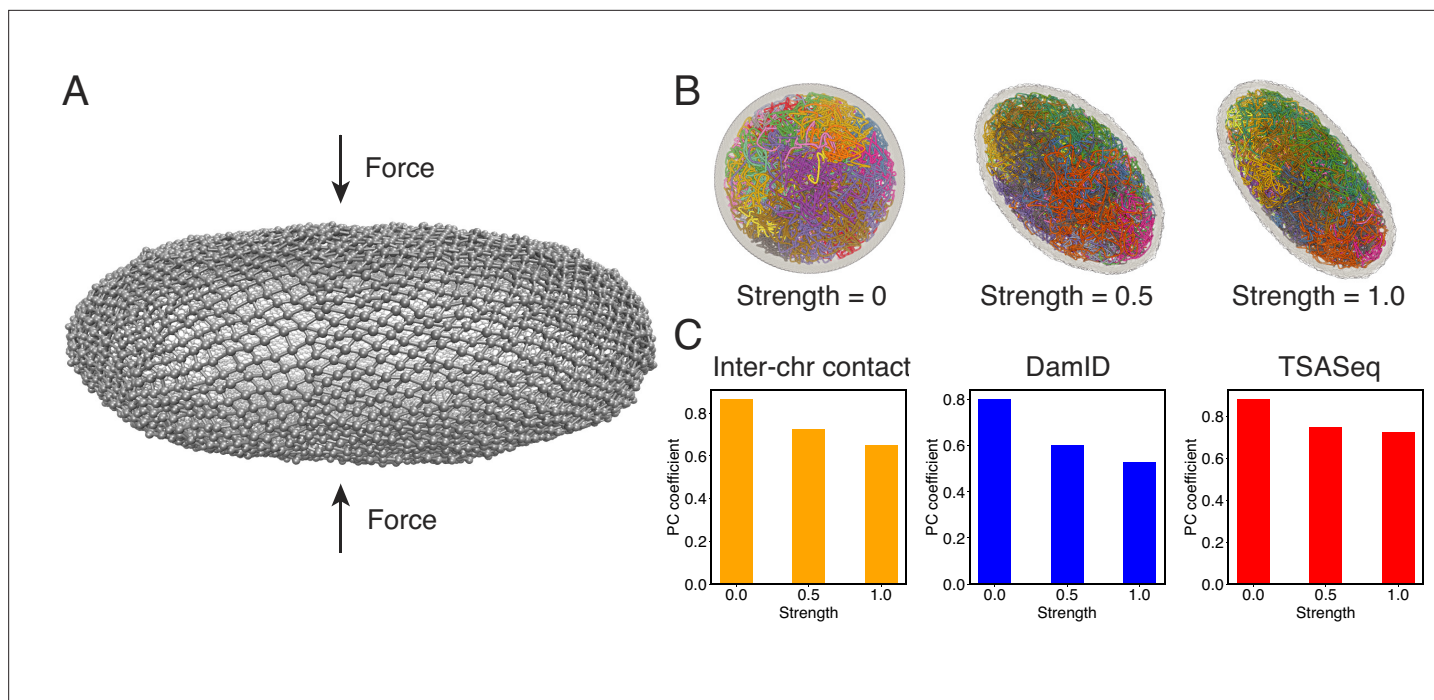 A
Force
Force
B
Strength = 0
Strength = 0.5
Strength = 1.0
C
Inter-chr contact
PC coefficient
0.8
0.6
0.4
0.2
0.0
0.0 0.5 1.0
Strength
DamID
PC coefficient
0.8
0.6
0.4
0.2
0.0
0.0 0.5 1.0
Strength
TSASeq
PC coefficient
0.8
0.6
0.4
0.2
0.0
0.0 0.5 1.0
Strength